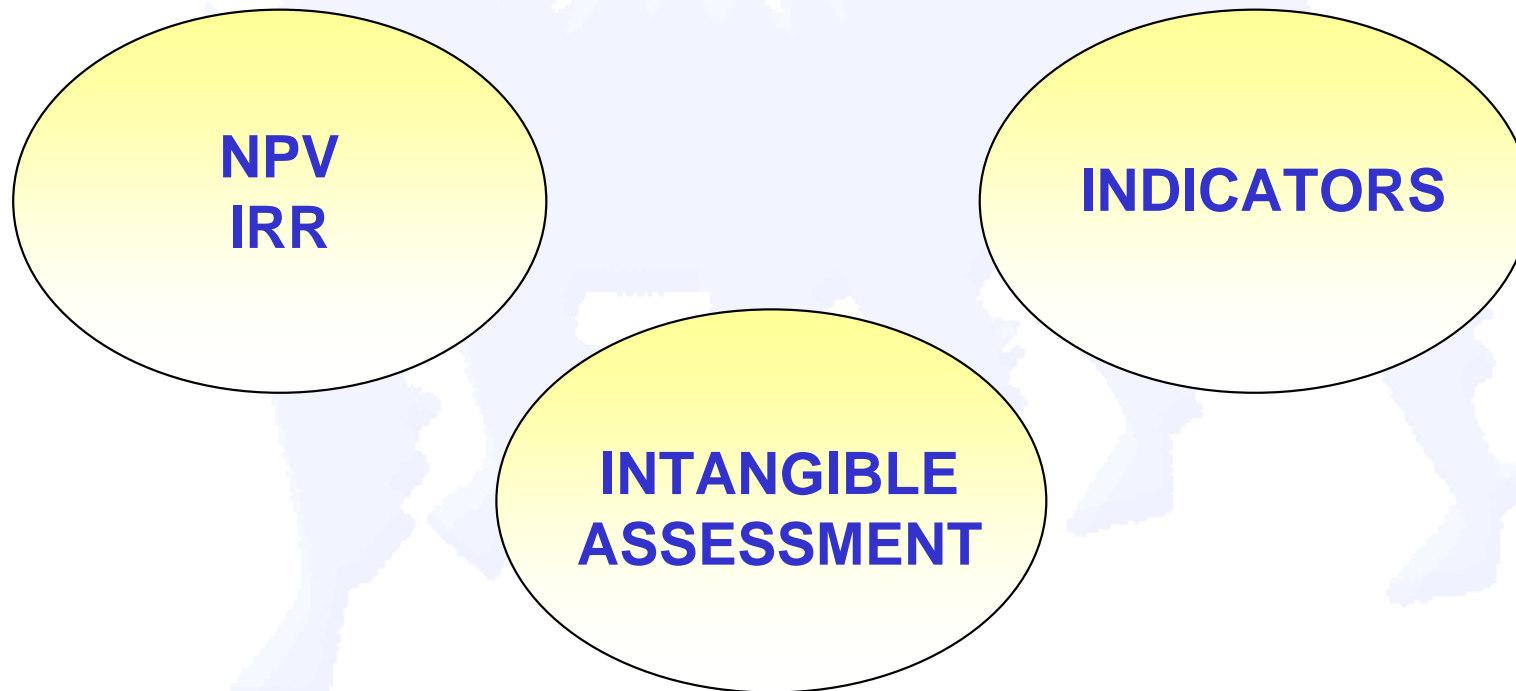 NPV
IRR
INDICATORS
INTANGIBLE
ASSESSMENT